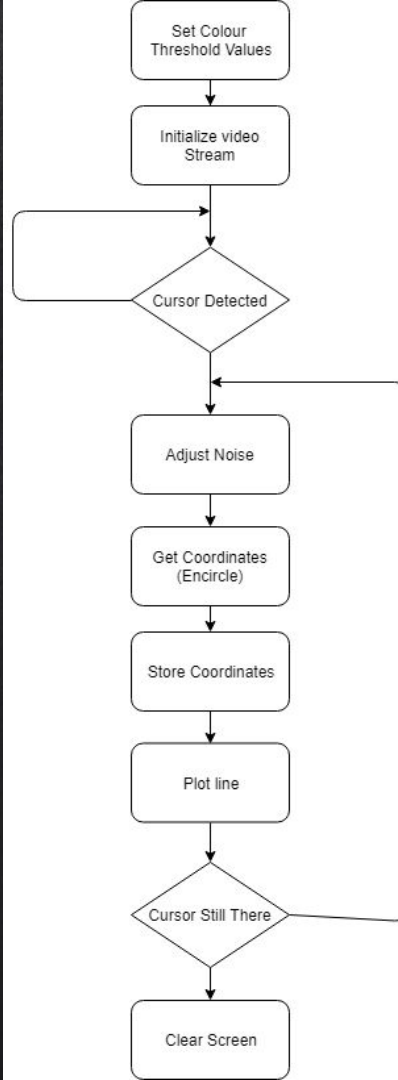 Set Colour
Threshold Values
Initialize video
Stream
Cursor Detected
Adjust Noise
Get Coordinates
(Encircle)
Store Coordinates
Plot line
Cursor Still There
Clear Screen